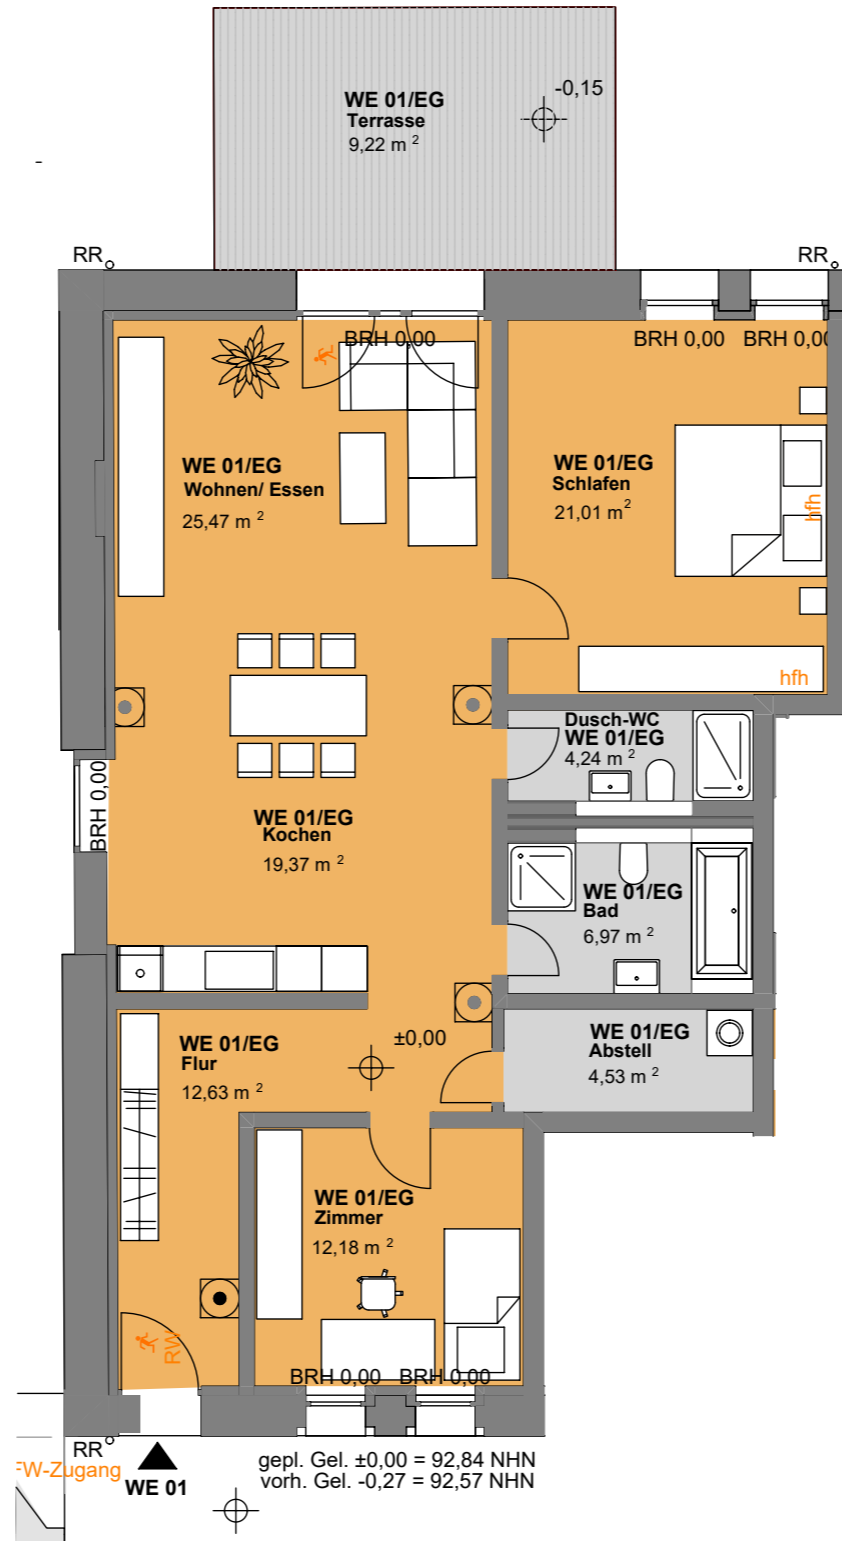 WE 01/EG
Terrasse
9,22 m 2
-0,15
-
RR
RR
BRH 0,00
BRH 0,00
BRH 0,00
WE 01/EG
Wohnen/ Essen
25,47 m 2
WE 01/EG
Schlafen
21,01 m2
hfh
hfh
Dusch-WC
WE 01/EG
4,24 m 2
BRH 0,00
WE 01/EG
Kochen
19,37 m 2
WE 01/EG
Bad
6,97 m 2
WE 01/EG
Flur
12,63 m 2
±0,00
WE 01/EG
Abstell
4,53 m 2
WE 01/EG
Zimmer
12,18 m 2
RW
BRH 0,00
BRH 0,00
RR
FW-Zugang
WE 01
gepl. Gel. ±0,00 = 92,84 NHN
vorh. Gel. -0,27 = 92,57 NHN